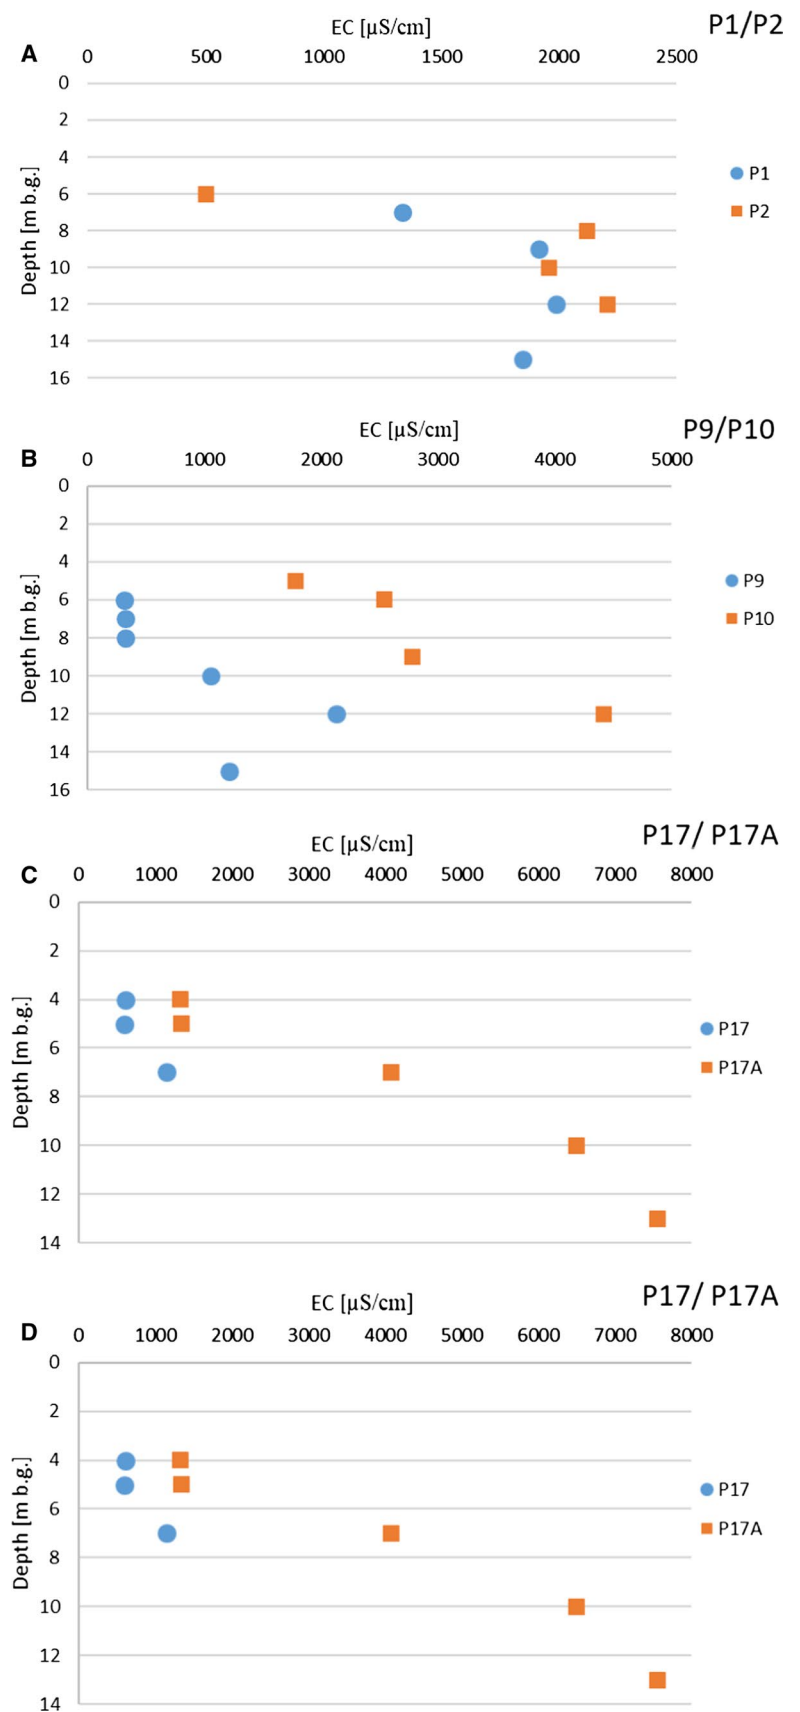 EC [µS/cm] P1/P2
A
0 500 1000 1500 2000 2500
0
2
4
6
8
10
12
14
16
Depth [m b.g.]
P1
P2
EC [µS/cm] P9/P10
B
0 1000 2000 3000 4000 5000
0
2
4
6
8
10
12
14
16
Depth [m b.g.]
P9
P10
EC [µS/cm] P17/ P17A
C
0 1000 2000 3000 4000 5000 6000 7000 8000
0
2
4
6
8
10
12
14
Depth [m b.g.]
P17
P17A
EC [µS/cm] P17/ P17A
D
0 1000 2000 3000 4000 5000 6000 7000 8000
0
2
4
6
8
10
12
14
Depth [m b.g.]
P17
P17A